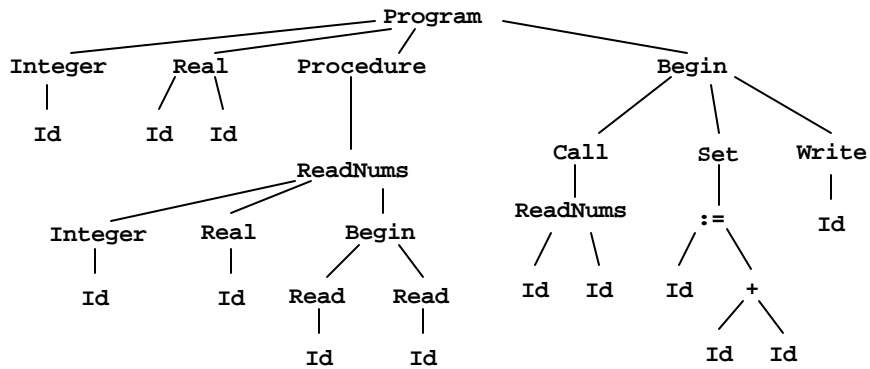 Program
Integer Real Procedure Begin
Id Id Id
Call Set Write
ReadNums
ReadNums := Id
Integer Real Begin
Id Id Id
Id Id Read Read +
Id Id Id Id